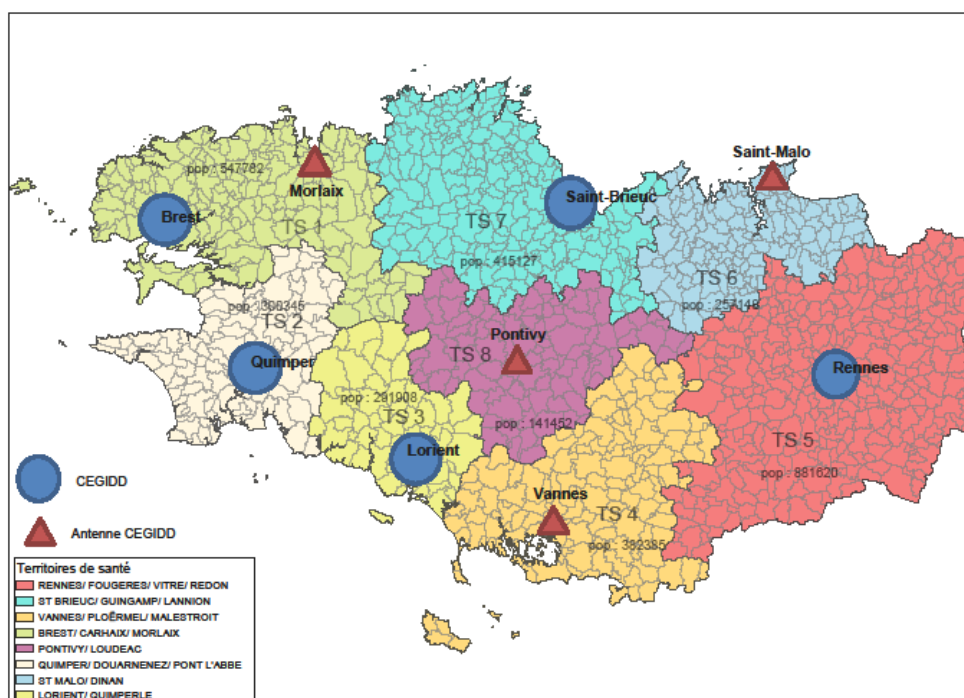 Saint-Malo
pop : 547782
Morlaix
Saint-Brieuc
Brest
TS 1
TS 7
pop : 415127
TS 6
pop : 257148
TS 2
Pontivy
Quimper
TS 8
Rennes
pop : 291908
TS 3
pop : 141452
TS 5
Lorient
pop : 881620
CEGIDD
Vannes
TS 4
Antenne CEGIDD
pop : 382385
Territoires de santé
RENNES/ FOUGERES/ VITRE/ REDON
ST BRIEUC/ GUINGAMP/ LANNION
VANNES/ PLOËRMEL/ MALESTROIT
BREST/ CARHAIX/ MORLAIX
PONTIVY/ LOUDEAC
QUIMPER/ DOUARNENEZ/ PONT L'ABBE
ST MALO/ DINAN
LORIENT/ QUIMPERLE